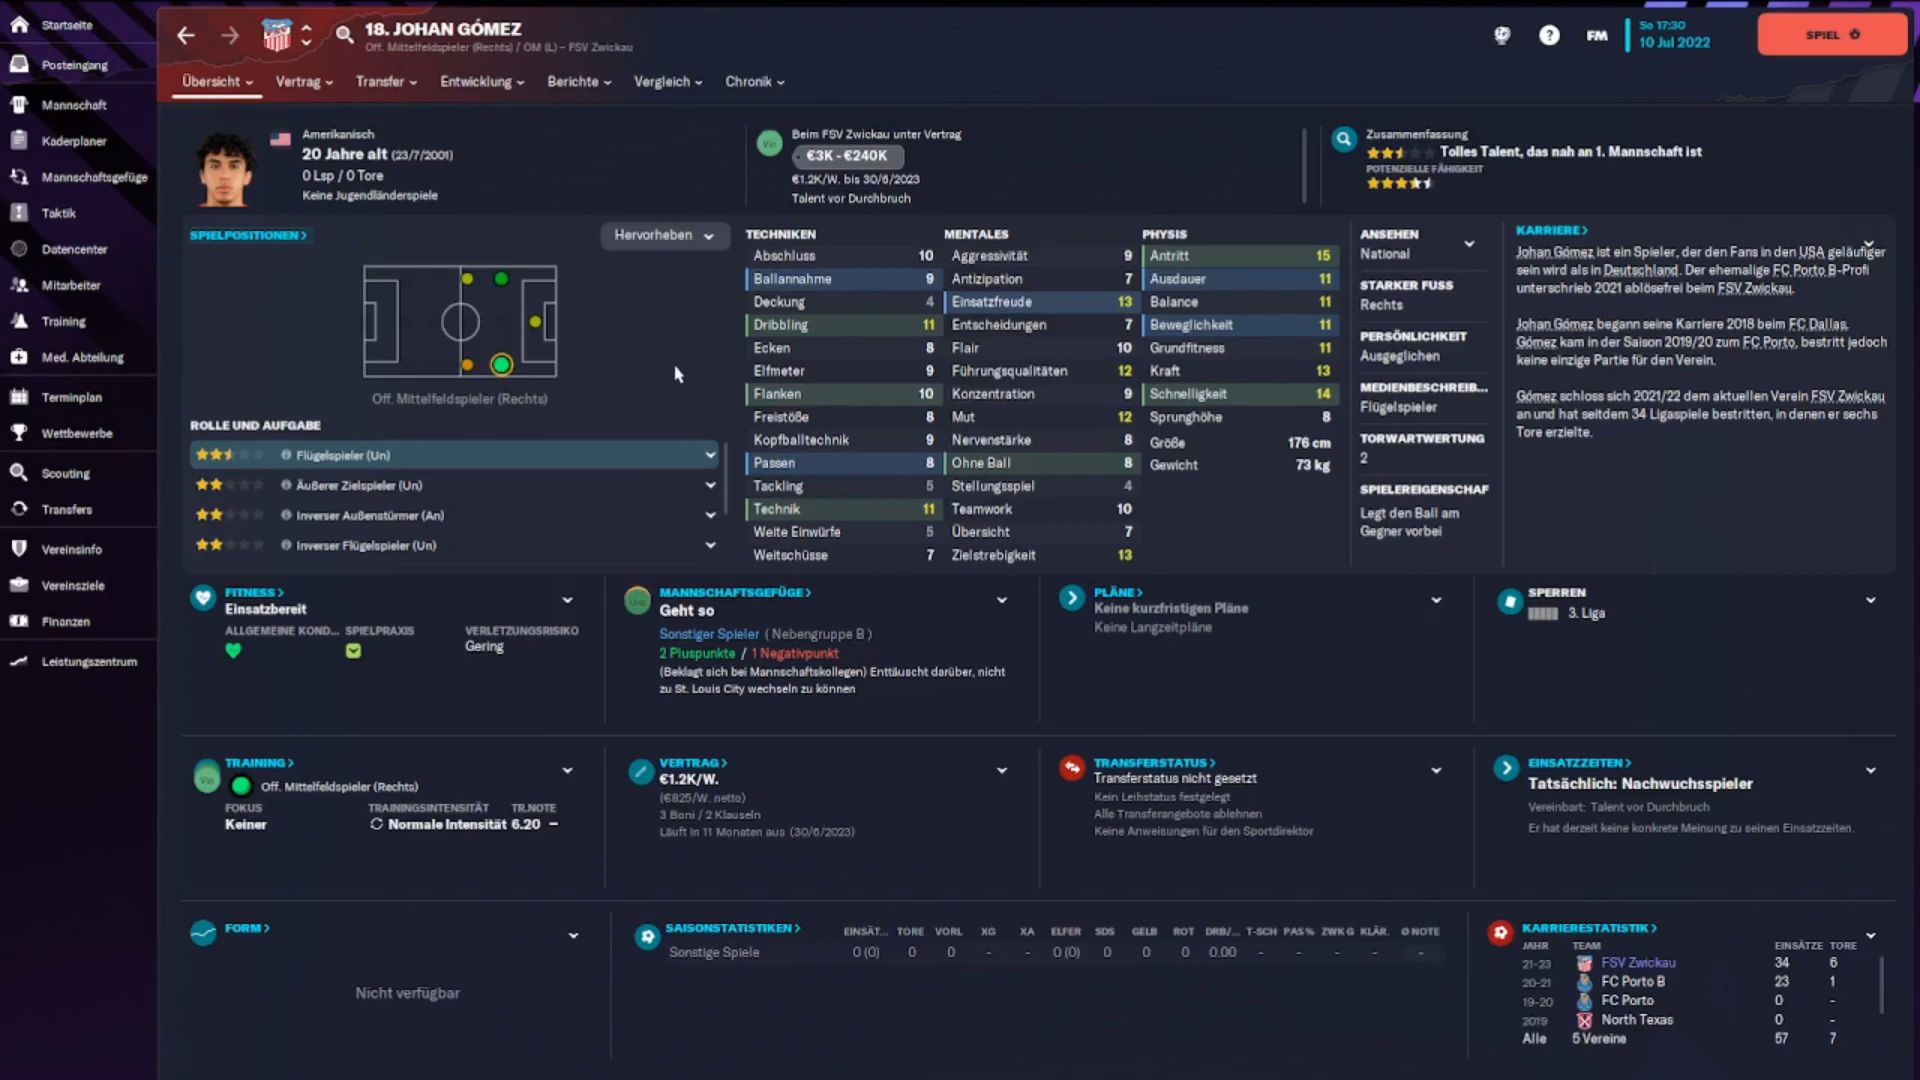 Startseite
Posteingang
Mannschaft
Kaderplaner
Mannschaftsgefüge
Taktik
Datencenter
Mitarbeiter
Training
Med. Abteilung
Terminplan
Wettbewerbe
Scouting
Transfers
Vereinsinfo
Vereinsziele
Finanzen
Leistungszentrum
18. JOHAN GÓMEZ
Off. Mittelfeldspieler (Rechts) / OM (L) – FSV Zwickau
FM
So 17:30
10 Jul 2022
SPIEL
Übersicht Vertrag Transfer Entwicklung Berichte Vergleich Chronik
Amerikanisch
20 Jahre alt (23/7/2001)
0 Lsp / 0 Tore
Keine Jugendländerspiele
Beim FSV Zwickau unter Vertrag
€3K - €240K
€1.2K/W. bis 30/6/2023
Talent vor Durchbruch
Zusammenfassung
Tolles Talent, das nah an 1. Mannschaft ist
POTENZIELLE FÄHIGKEIT
SPIELPOSITIONEN >
Hervorheben
Off. Mittelfeldspieler (Rechts)
ROLLE UND AUFGABE
Flügelspieler (Un)
Äußerer Zielspieler (Un)
Inverser Außenstürmer (An)
Inverser Flügelspieler (Un)
TECHNIKEN
Abschluss 10
Ballannahme 9
Deckung 4
Dribbling 11
Ecken 8
Elfmeter 9
Flanken 10
Freistöße 8
Kopfballtechnik 9
Passen 8
Tackling 5
Technik 11
Weite Einwürfe 5
Weitschüsse 7
MENTALES
Aggressivität 9
Antizipation 7
Einsatzfreude 13
Entscheidungen 7
Flair 10
Führungsqualitäten 12
Konzentration 9
Mut 12
Nervenstärke 8
Ohne Ball 8
Stellungsspiel 4
Teamwork 10
Übersicht 7
Zielstrebigkeit 13
PHYSIS
Antritt 15
Ausdauer 11
Balance 11
Beweglichkeit 11
Grundfitness 11
Kraft 13
Schnelligkeit 14
Sprunghöhe 8
Größe 176 cm
Gewicht 73 kg
ANSEHEN
National
STARKER FUSS
Rechts
PERSÖNLICHKEIT
Ausgeglichen
MEDIENBESCHREIB...
Flügelspieler
TORWARTWERTUNG
2
SPIELEREIGENSCHAF
Legt den Ball am
Gegner vorbei
KARRIERE >
Johan Gómez ist ein Spieler, der den Fans in den USA geläufiger
sein wird als in Deutschland. Der ehemalige FC Porto B-Profi
unterschrieb 2021 ablösefrei beim FSV Zwickau.
Johan Gómez begann seine Karriere 2018 beim FC Dallas.
Gómez kam in der Saison 2019/20 zum FC Porto, bestritt jedoch
keine einzige Partie für den Verein.
Gómez schloss sich 2021/22 dem aktuellen Verein FSV Zwickau
an und hat seitdem 34 Ligaspiele bestritten, in denen er sechs
Tore erzielte.
FITNESS >
Einsatzbereit
ALLGEMEINE KOND... SPIELPRAXIS VERLETZUNGSRISIKO
Gering
MANNSCHAFTSGEFÜGE >
Geht so
Sonstiger Spieler ( Nebengruppe B )
2 Pluspunkte / 1 Negativpunkt
(Beklagt sich bei Mannschaftskollegen) Enttäuscht darüber, nicht
zu St. Louis City wechseln zu können
PLÄNE >
Keine kurzfristigen Pläne
Keine Langzeitpläne
SPERREN
3. Liga
TRAINING >
Off. Mittelfeldspieler (Rechts)
FOKUS TRAININGSINTENSITÄT TR.NOTE
Keiner Normale Intensität 6.20 –
VERTRAG >
€1.2K/W.
(€825/W. netto)
3 Boni / 2 Klauseln
Läuft in 11 Monaten aus (30/6/2023)
TRANSFERSTATUS >
Transferstatus nicht gesetzt
Kein Leihstatus festgelegt
Alle Transferangebote ablehnen
Keine Anweisungen für den Sportdirektor
EINSATZZEITEN >
Tatsächlich: Nachwuchsspieler
Vereinbart: Talent vor Durchbruch
Er hat derzeit keine konkrete Meinung zu seinen Einsatzzeiten.
FORM >
Nicht verfügbar
SAISONSTATISTIKEN > EINSÄT... TORE VORL XG XA ELFER SDS GELB ROT DRB/... T-SCH PAS% ZWK G KLÄR. Ø NOTE
Sonstige Spiele 0 (0) 0 0 - - 0 (0) 0 0 0 0.00 - - - - -
KARRIERESTATISTIK >
JAHR TEAM EINSÄTZE TORE
21-23 FSV Zwickau 34 6
20-21 FC Porto B 23 1
19-20 FC Porto 0 -
2019 North Texas 0 -
Alle 5 Vereine 57 7